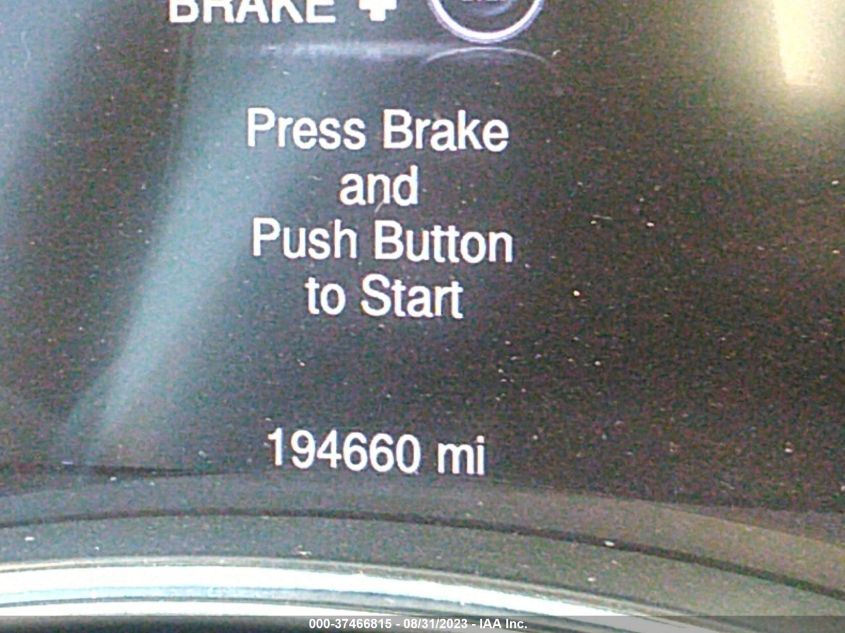 BRAKE +
Press Brake
and
Push Button
to Start
194660 mi
000-37466815 - 08/31/2023 - IAA Inc.